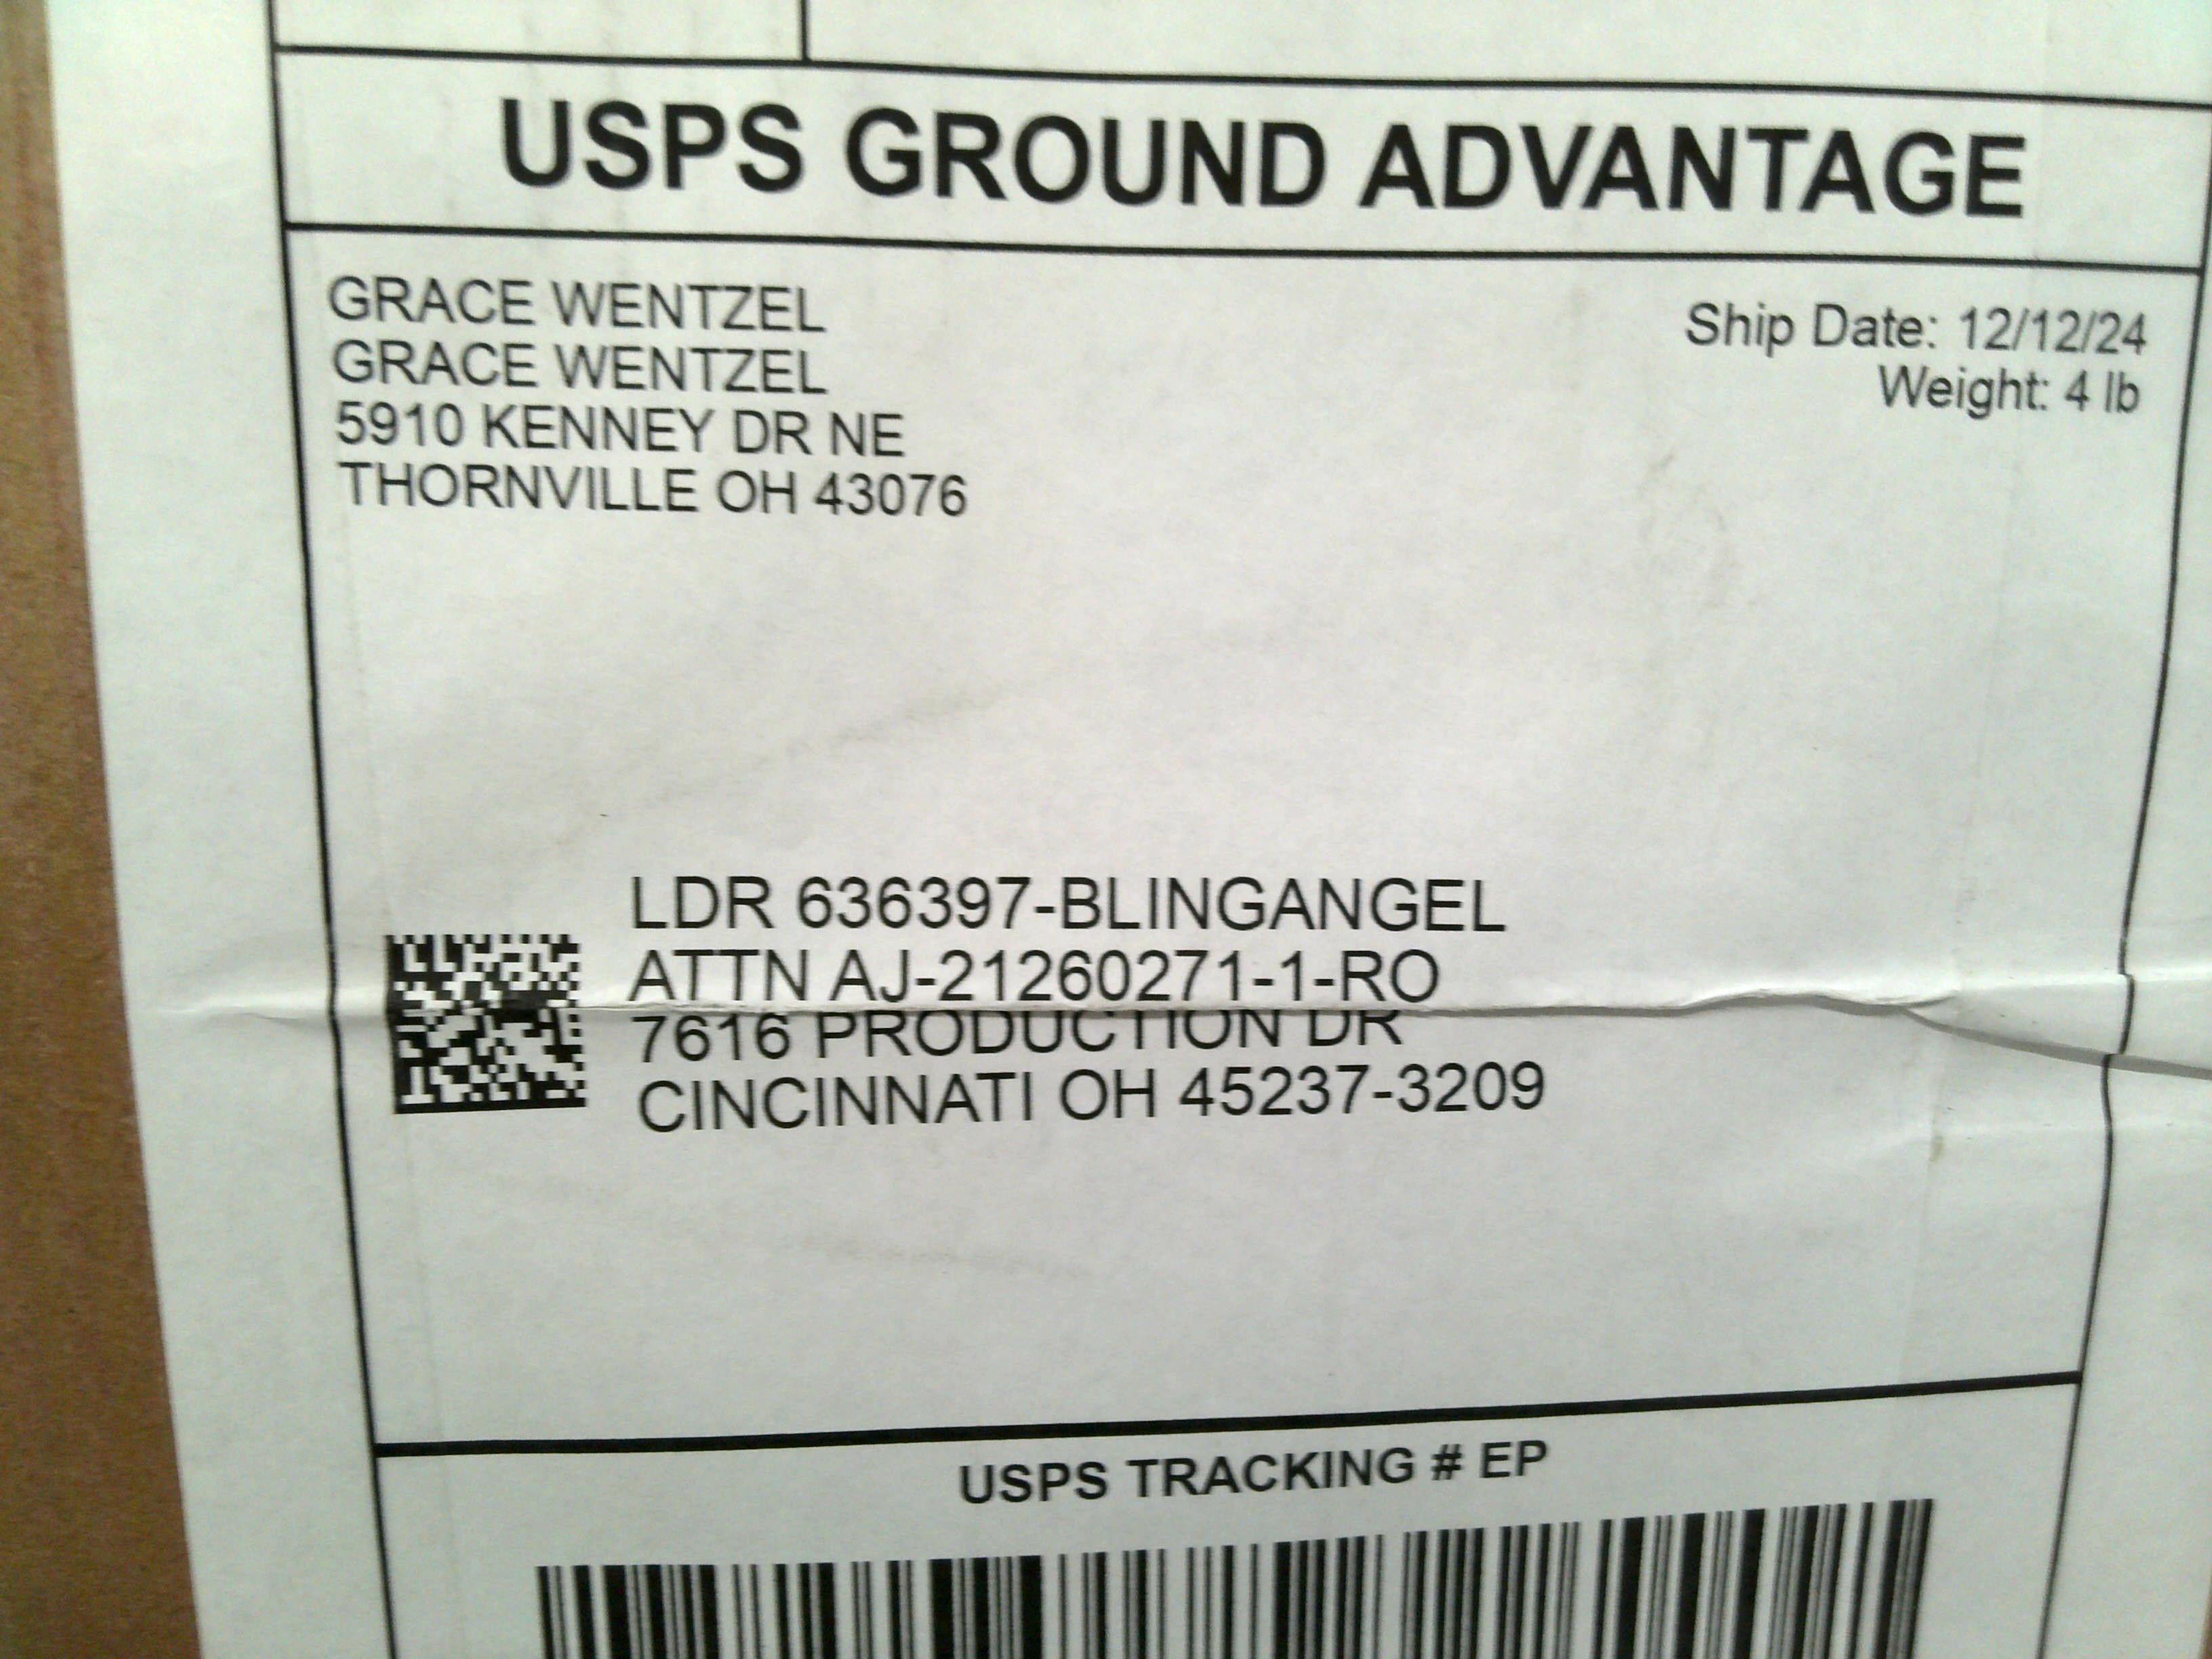 USPS GROUND ADVANTAGE
GRACE WENTZEL
GRACE WENTZEL
5910 KENNEY DR NE
THORNVILLE OH 43076
Ship Date: 12/12/24
Weight: 4 lb
LDR 636397-BLINGANGEL
ATTN AJ-21260271-1-RO
7616 PRODUCTION DR
CINCINNATI OH 45237-3209
USPS TRACKING # EP